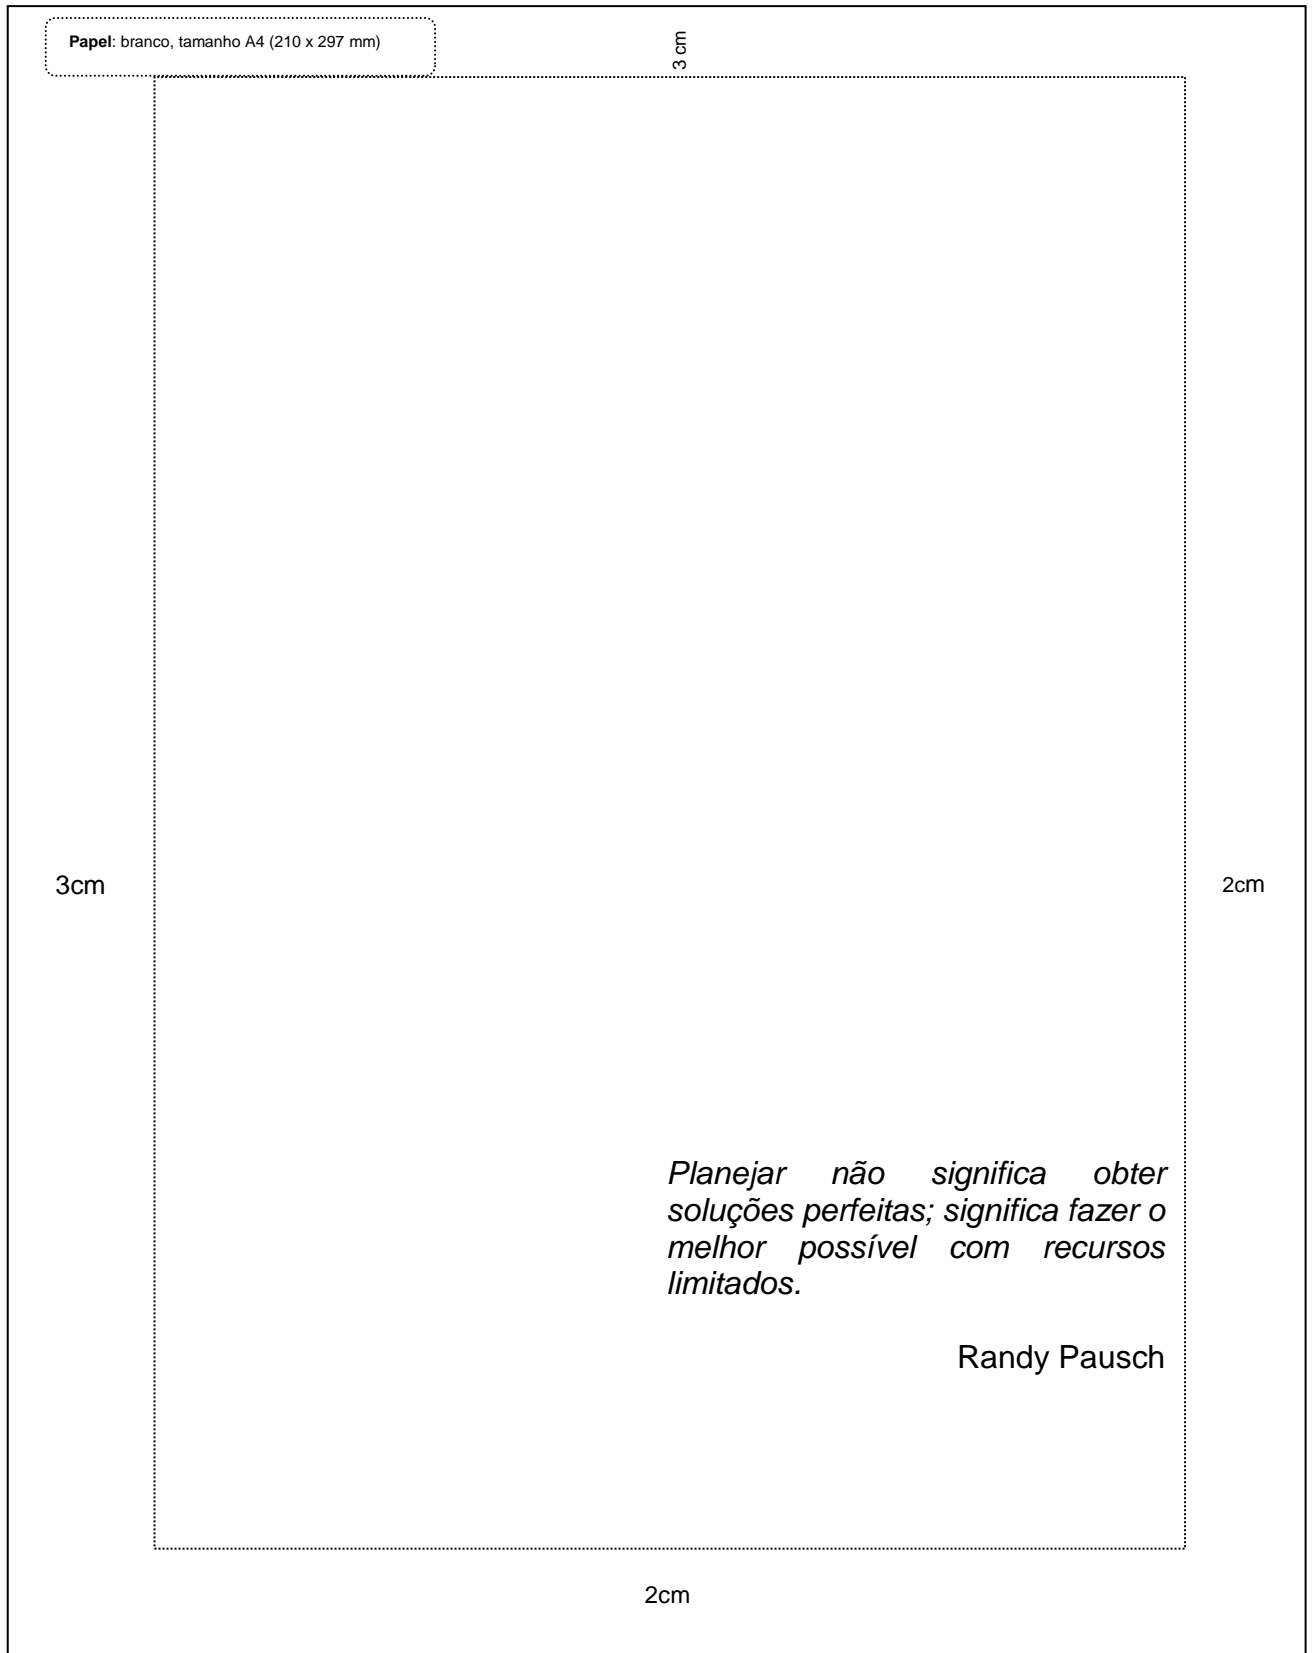 Papel: branco, tamanho A4 (210 x 297 mm)
3 cm
3cm
2cm
Planejar não significa obter
soluções perfeitas; significa fazer o
melhor possível com recursos
limitados.
Randy Pausch
2cm